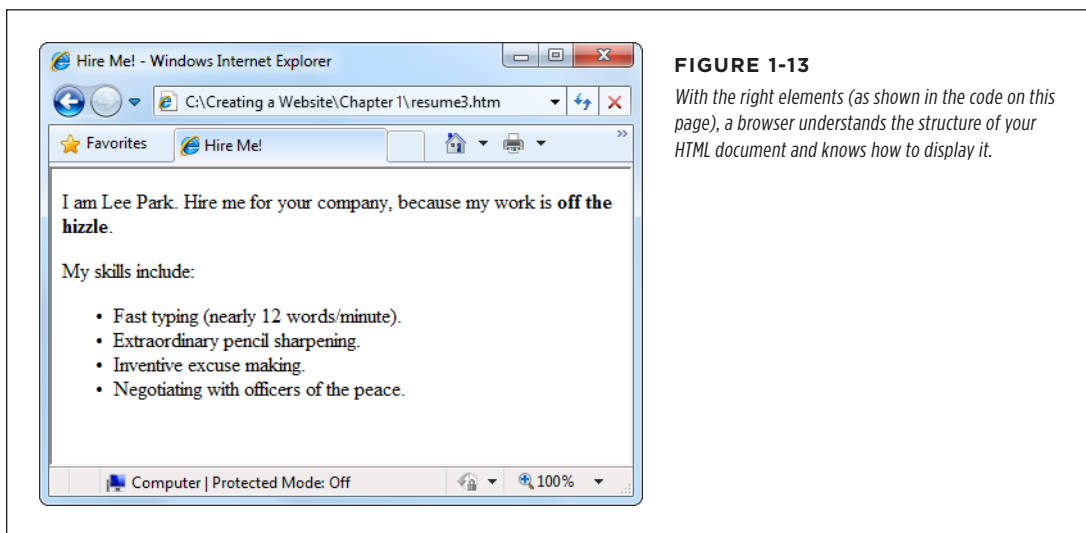 Hire Me! - Windows Internet Explorer
C:\Creating a Website\Chapter 1\resume3.htm
Favorites
Hire Me!
I am Lee Park. Hire me for your company, because my work is off the
hizzle.
My skills include:
• Fast typing (nearly 12 words/minute).
• Extraordinary pencil sharpening.
• Inventive excuse making.
• Negotiating with officers of the peace.
Computer | Protected Mode: Off
100%
FIGURE 1-13
With the right elements (as shown in the code on this
page), a browser understands the structure of your
HTML document and knows how to display it.